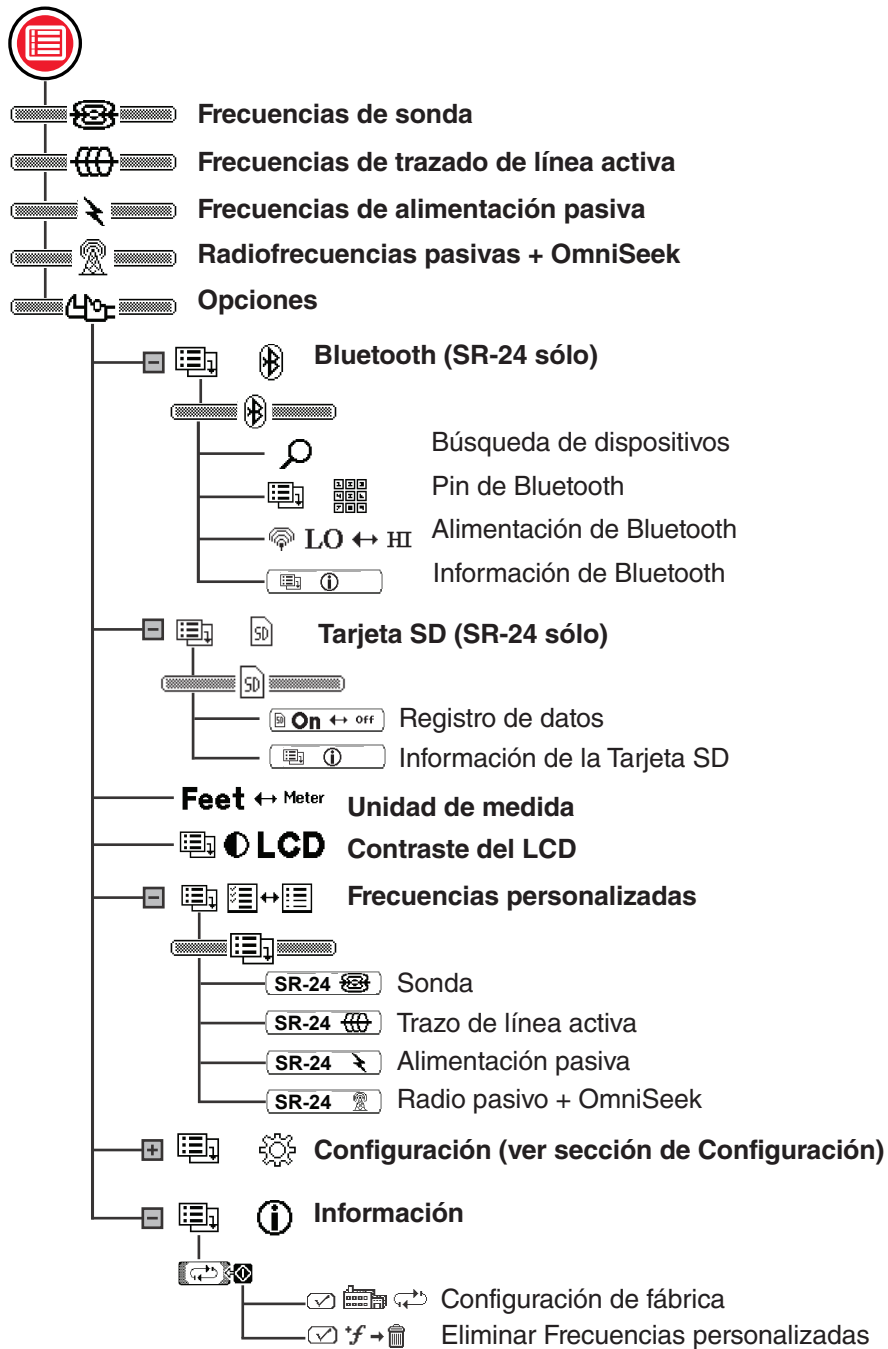 Frecuencias de sonda
Frecuencias de trazado de línea activa
Frecuencias de alimentación pasiva
Radiofrecuencias pasivas + OmniSeek
Opciones
Bluetooth (SR-24 sólo)
Búsqueda de dispositivos
Pin de Bluetooth
LO ↔ HI Alimentación de Bluetooth
Información de Bluetooth
SD Tarjeta SD (SR-24 sólo)
SD
On ↔ Off Registro de datos
Información de la Tarjeta SD
Feet ↔ Meter Unidad de medida
LCD Contraste del LCD
Frecuencias personalizadas
SR-24 Sonda
SR-24 Trazo de línea activa
SR-24 Alimentación pasiva
SR-24 Radio pasivo + OmniSeek
Configuración (ver sección de Configuración)
Información
Configuración de fábrica
+f → Eliminar Frecuencias personalizadas